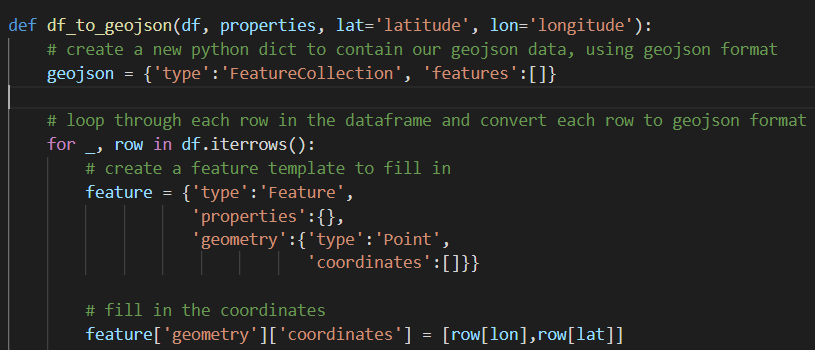 def df_to_geojson(df, properties, lat='latitude', lon='longitude'):
# create a new python dict to contain our geojson data, using geojson format
geojson = {'type':'FeatureCollection', 'features':[]}
# loop through each row in the dataframe and convert each row to geojson format
for _, row in df.iterrows():
# create a feature template to fill in
feature = {'type':'Feature',
'properties':{},
'geometry':{'type':'Point',
'coordinates':[]}}
# fill in the coordinates
feature['geometry']['coordinates'] = [row[lon],row[lat]]